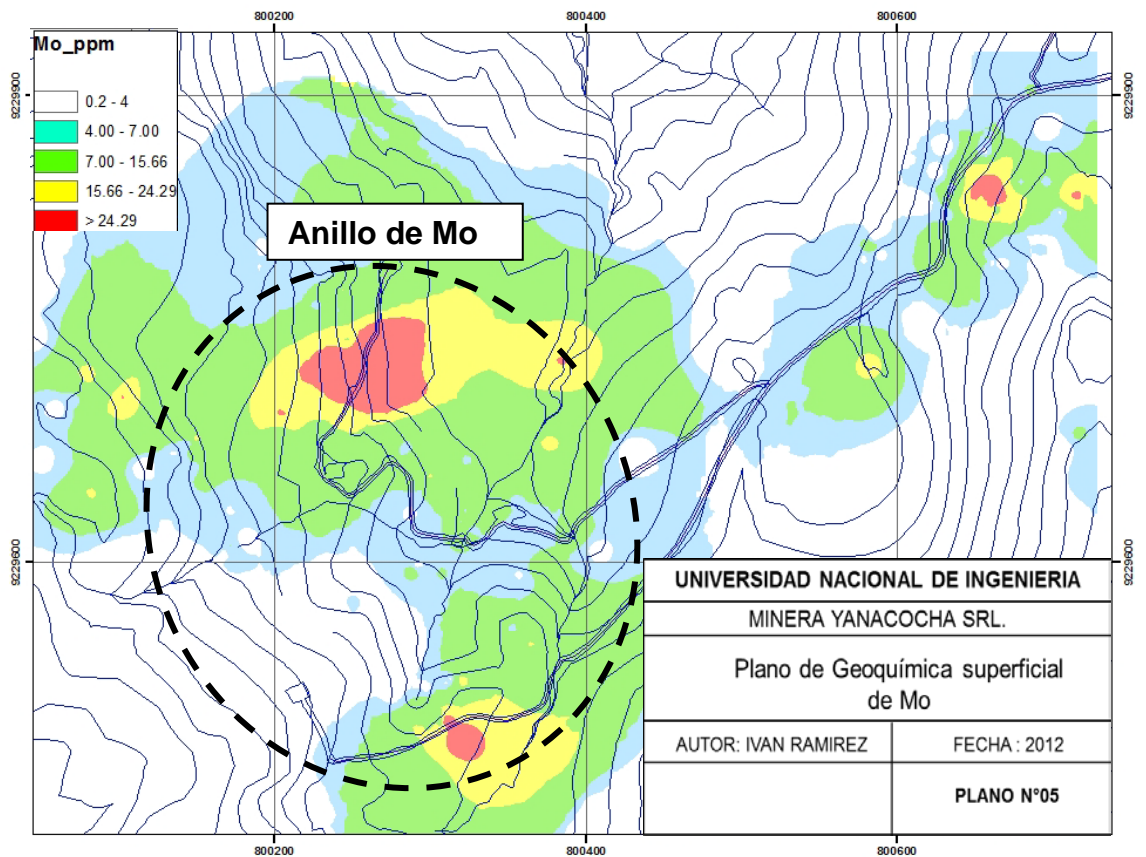 800200 800400 800600
Mo_ppm
0.2 - 4
4.00 - 7.00
7.00 - 15.66
15.66 - 24.29
> 24.29
9229900
9229900
Anillo de Mo
9229600
9229600
UNIVERSIDAD NACIONAL DE INGENIERIA
MINERA YANACOCHA SRL.
Plano de Geoquímica superficial
de Mo
AUTOR: IVAN RAMIREZ
FECHA : 2012
PLANO N°05
800200 800400 800600